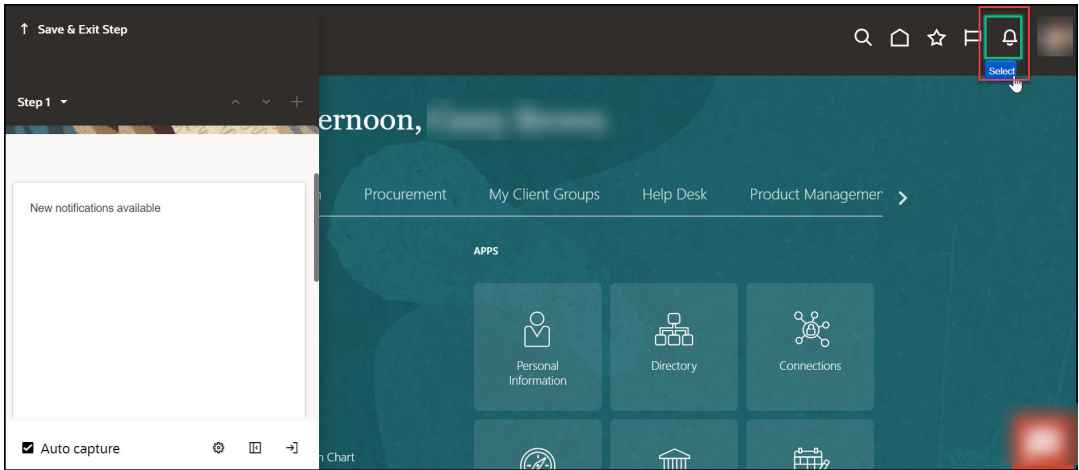 Save & Exit Step
Select
Step 1
ernoon,
Procurement
My Client Groups
Help Desk
Product Managemen
New notifications available
APPS
Personal
Information
Directory
Connections
Auto capture
n Chart